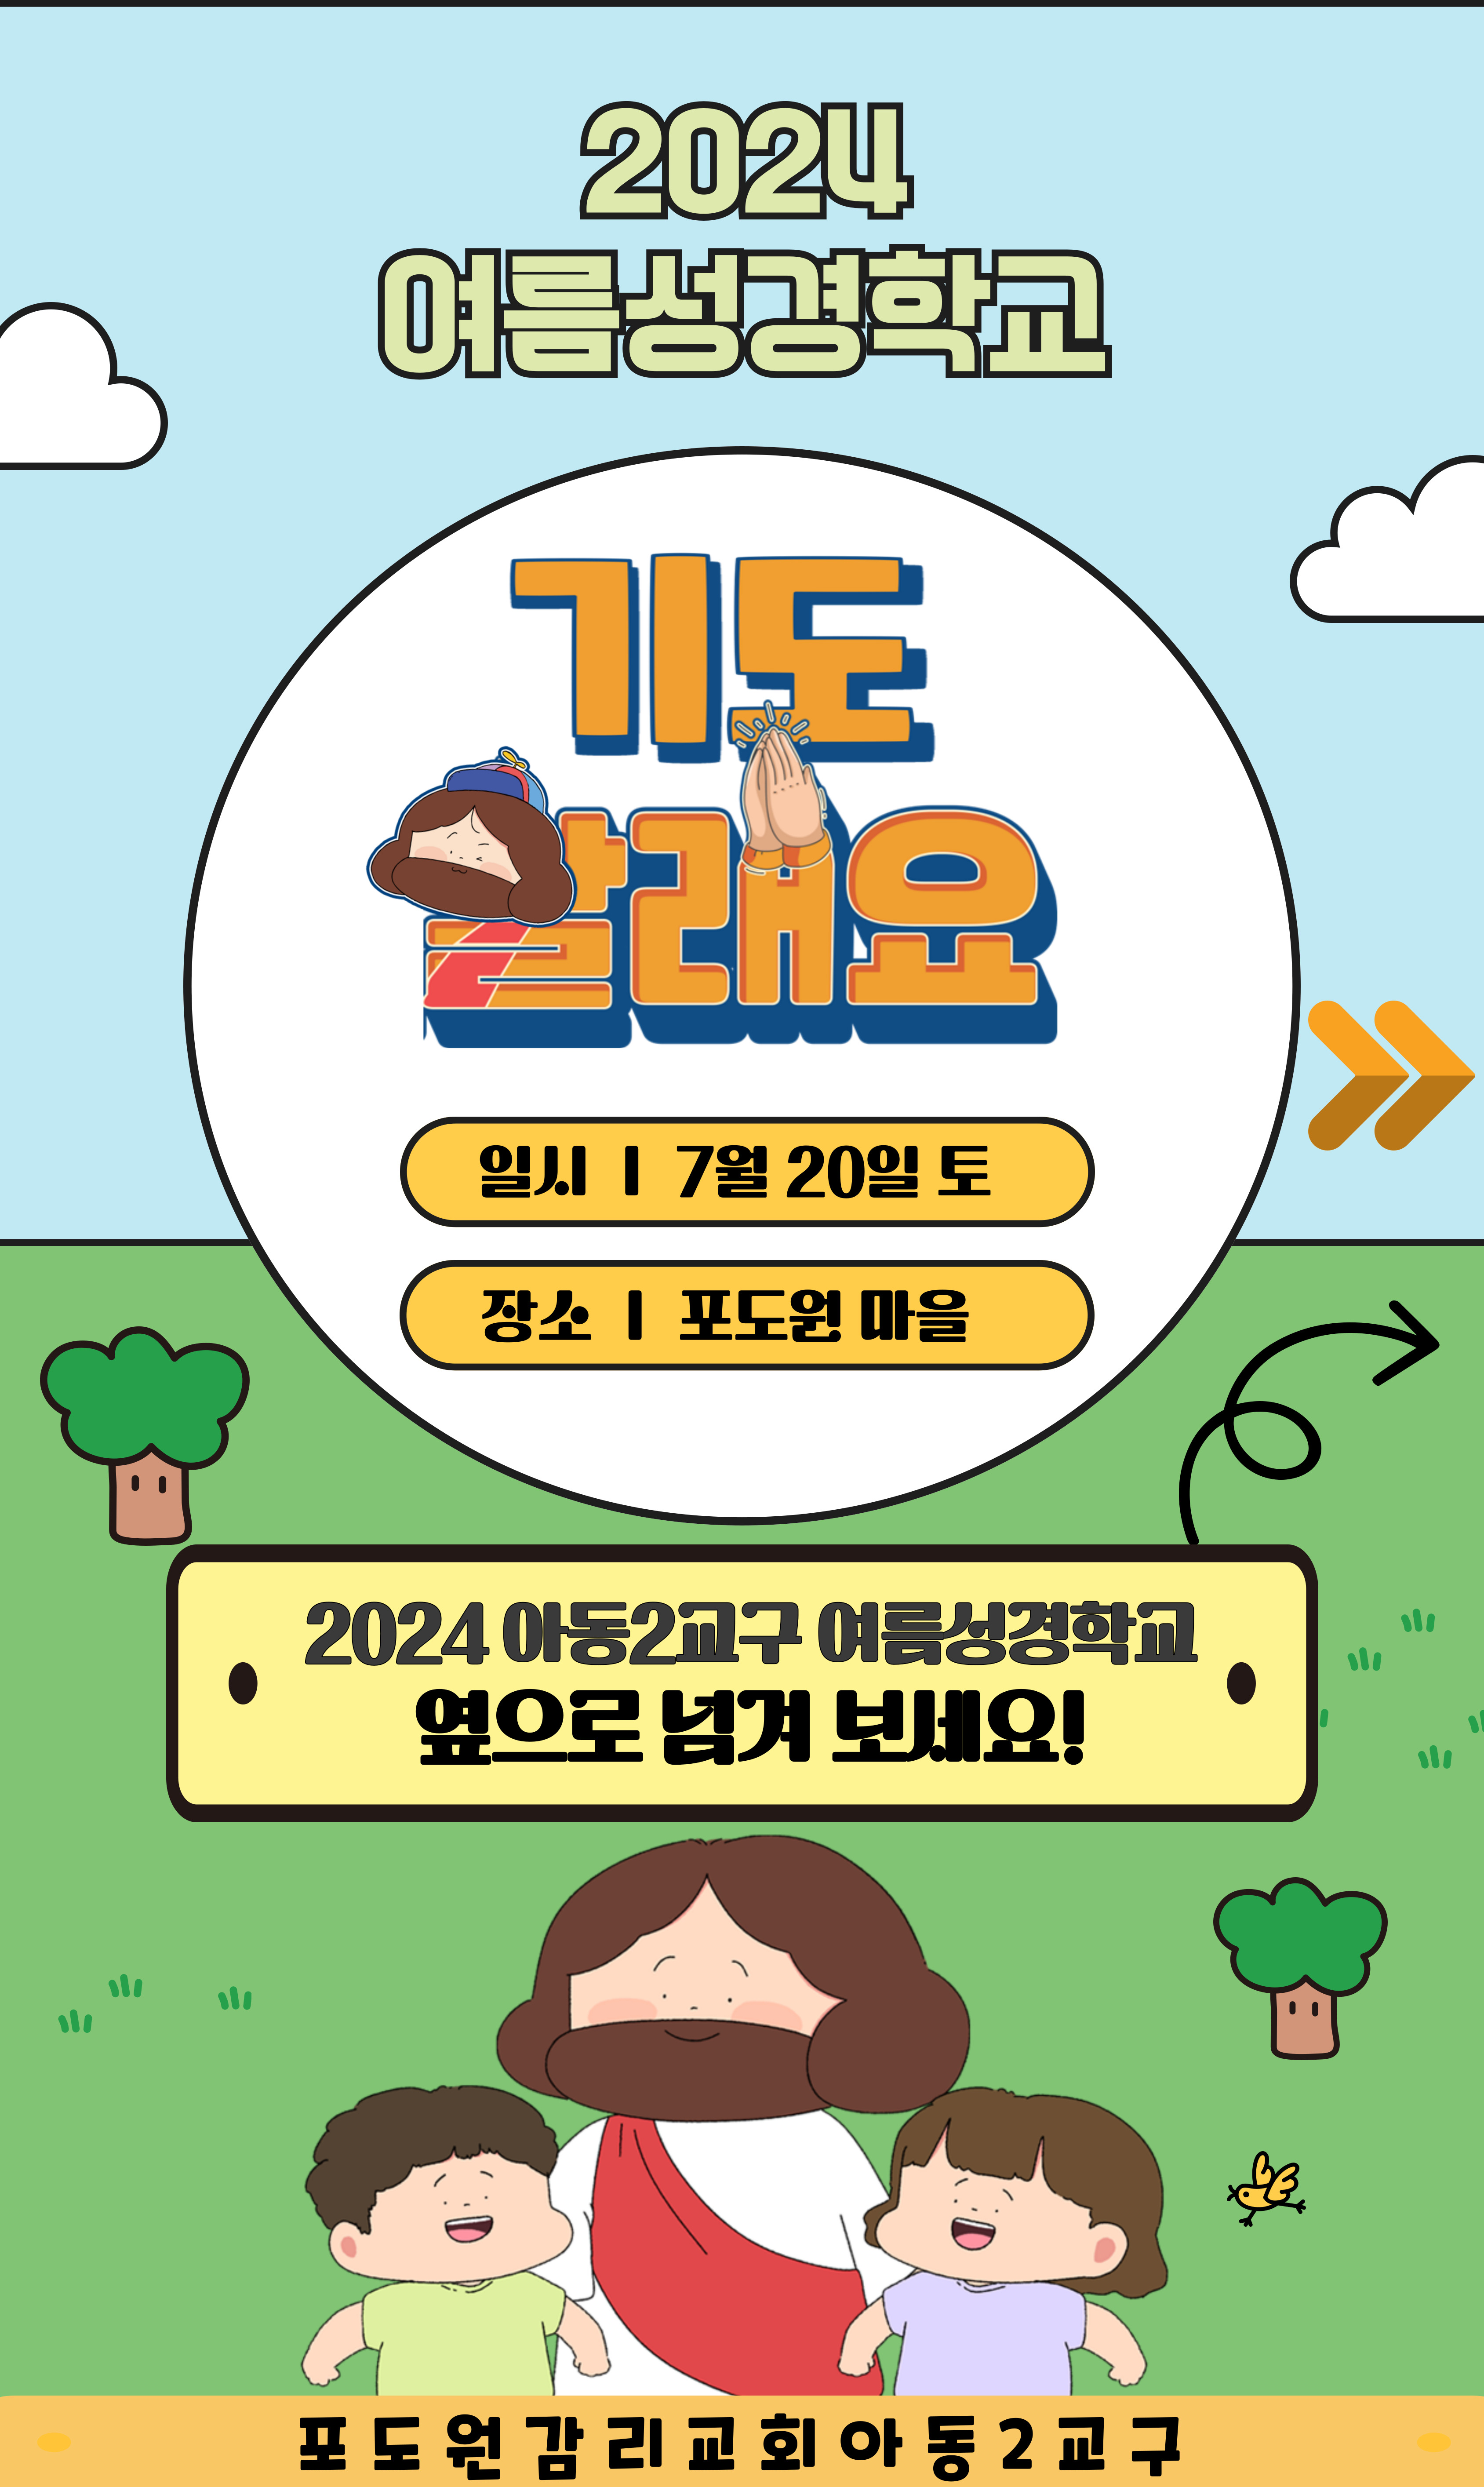 2024
여름성경학교
기도
할래요
일시 ㅣ 7월 20일 토
장소 ㅣ 포도원 마을
2024 아동2교구 여름성경학교
옆으로 넘겨 보세요!
포도원감리교회아동2교구